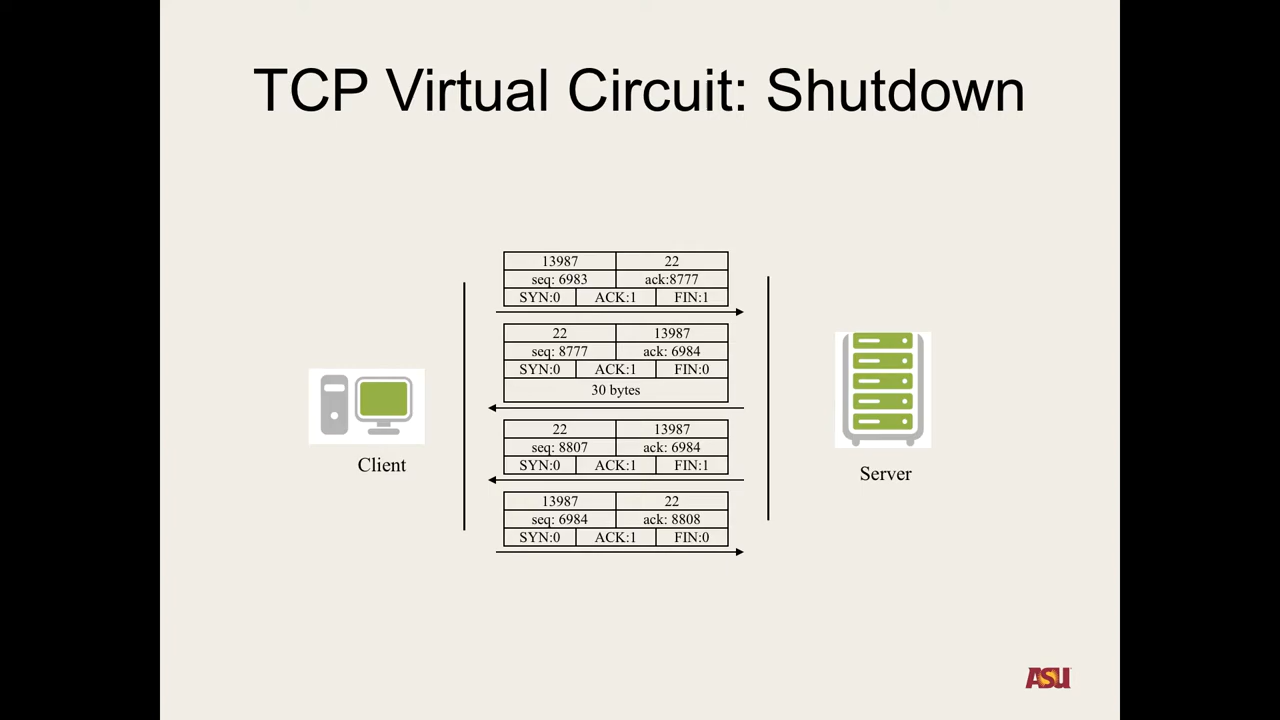 TCP Virtual Circuit: Shutdown
13987 22
seq: 6983 ack:8777
SYN:0 ACK:1 FIN:1
22 13987
seq: 8777 ack: 6984
SYN:0 ACK:1 FIN:0
30 bytes
22 13987
seq: 8807 ack: 6984
SYN:0 ACK:1 FIN:1
13987 22
seq: 6984 ack: 8808
SYN:0 ACK:1 FIN:0
Client
Server
ASU